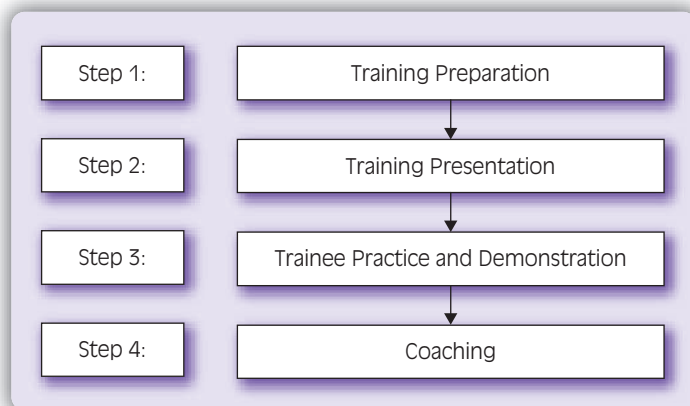 Step 1:
Training Preparation
Step 2:
Training Presentation
Step 3:
Trainee Practice and Demonstration
Step 4:
Coaching